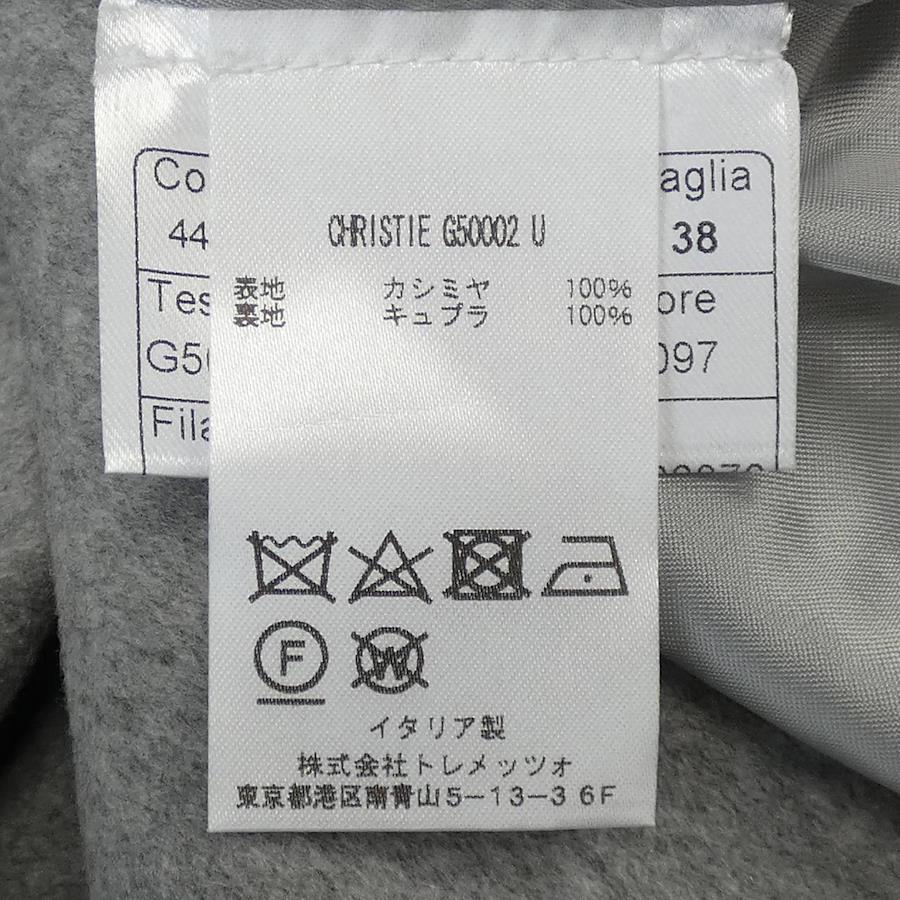 Co
aglia
44
38
CHRISTIE G50002 U
表地 カシミヤ 100%
裏地 キュプラ 100%
Tes
ore
G50
097
Fila
F
W
イタリア製
株式会社トレメッツォ
東京都港区南青山5-13-3 6F